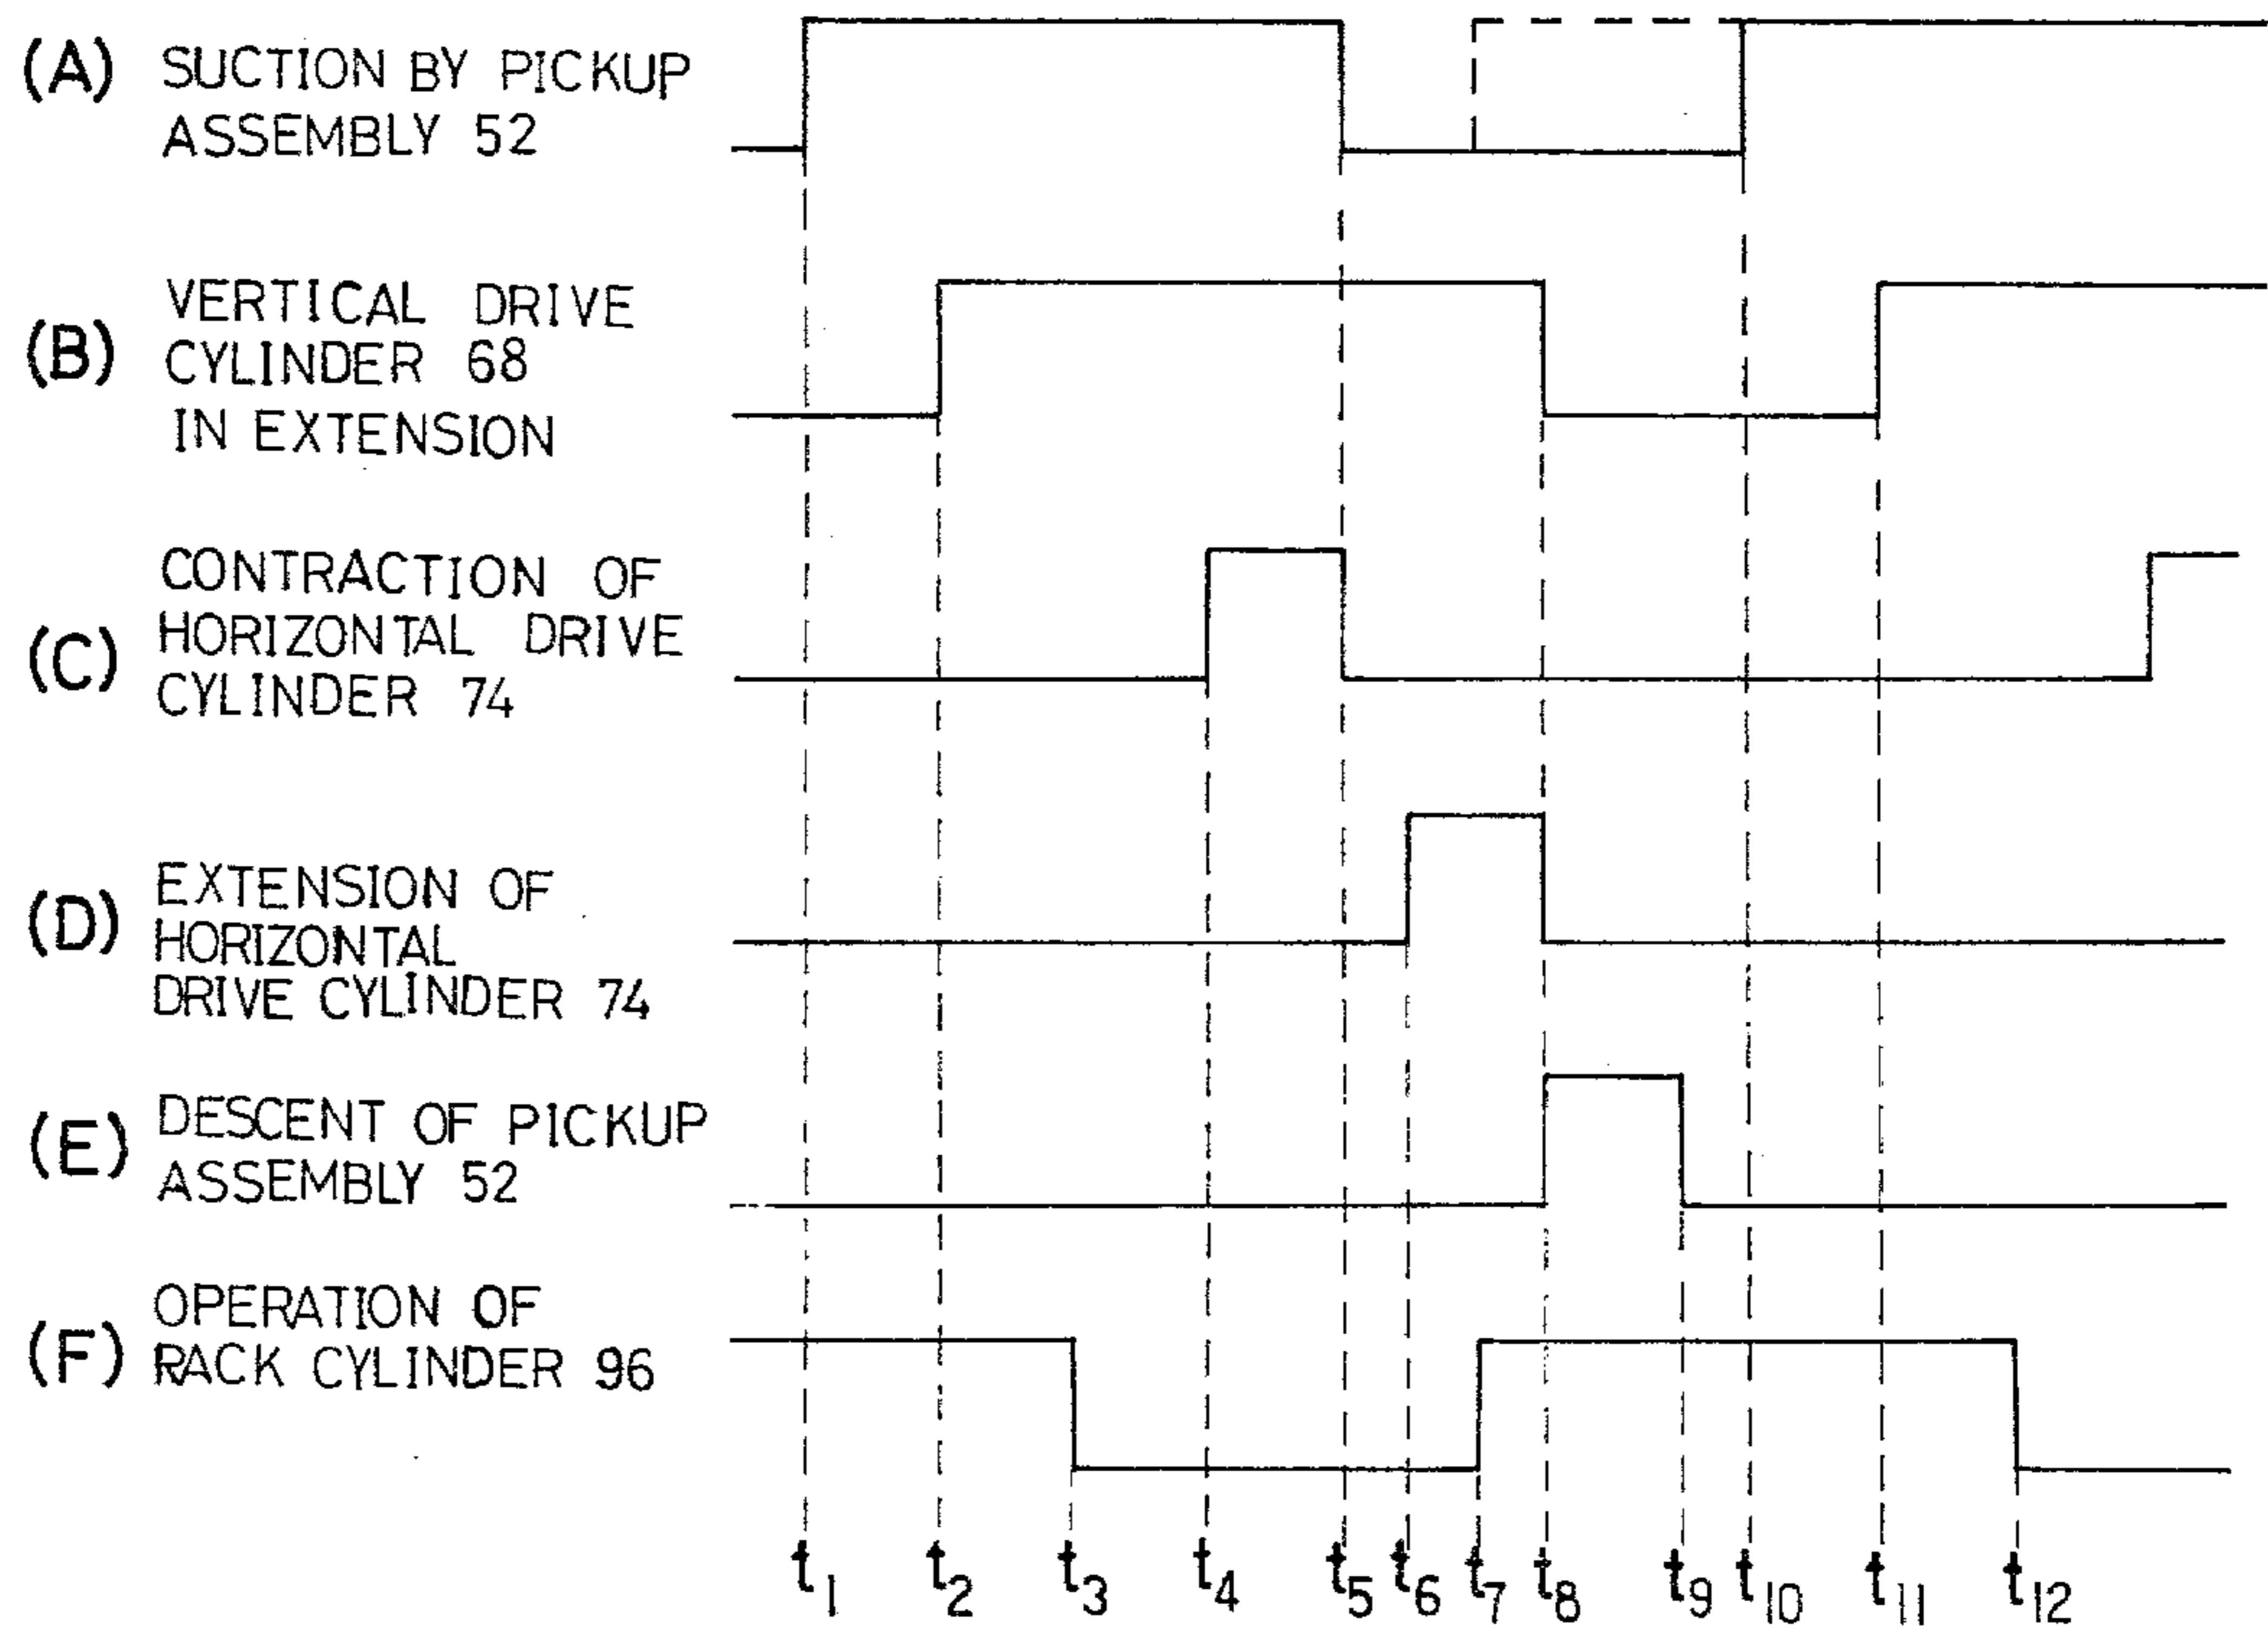 (A) SUCTION BY PICKUP
ASSEMBLY 52
(B) VERTICAL DRIVE
CYLINDER 68
IN EXTENSION
(C) CONTRACTION OF
HORIZONTAL DRIVE
CYLINDER 74
(D) EXTENSION OF
HORIZONTAL
DRIVE CYLINDER 74
(E) DESCENT OF PICKUP
ASSEMBLY 52
(F) OPERATION OF
RACK CYLINDER 96
t1 t2 t3 t4 t5 t6 t7 t8 t9 t10 t11 t12